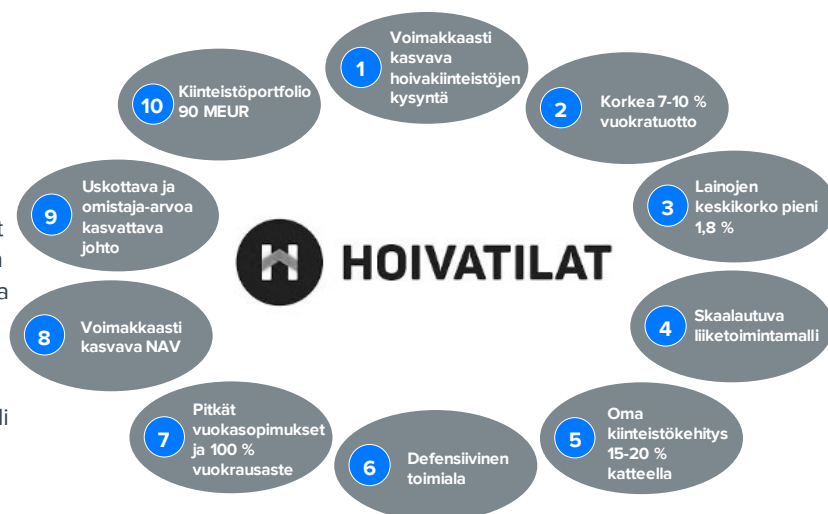 1
Voimakkaasti
kasvava
hoivakiinteistöjen
kysyntä
2
Korkea 7-10 %
vuokratuotto
3
Lainojen
keskikorko pieni
1,8 %
4
Skaalautuva
liiketoimintamalli
5
Oma
kiinteistökehitys
15-20 %
katteella
6
Defensiivinen
toimiala
7
Pitkät
vuokasopimukset
ja 100 %
vuokrausaste
8
Voimakkaasti
kasvava NAV
9
Uskottava ja
omistaja-arvoa
kasvattava
johto
10
Kiinteistöportfolio
90 MEUR
HOIVATILAT